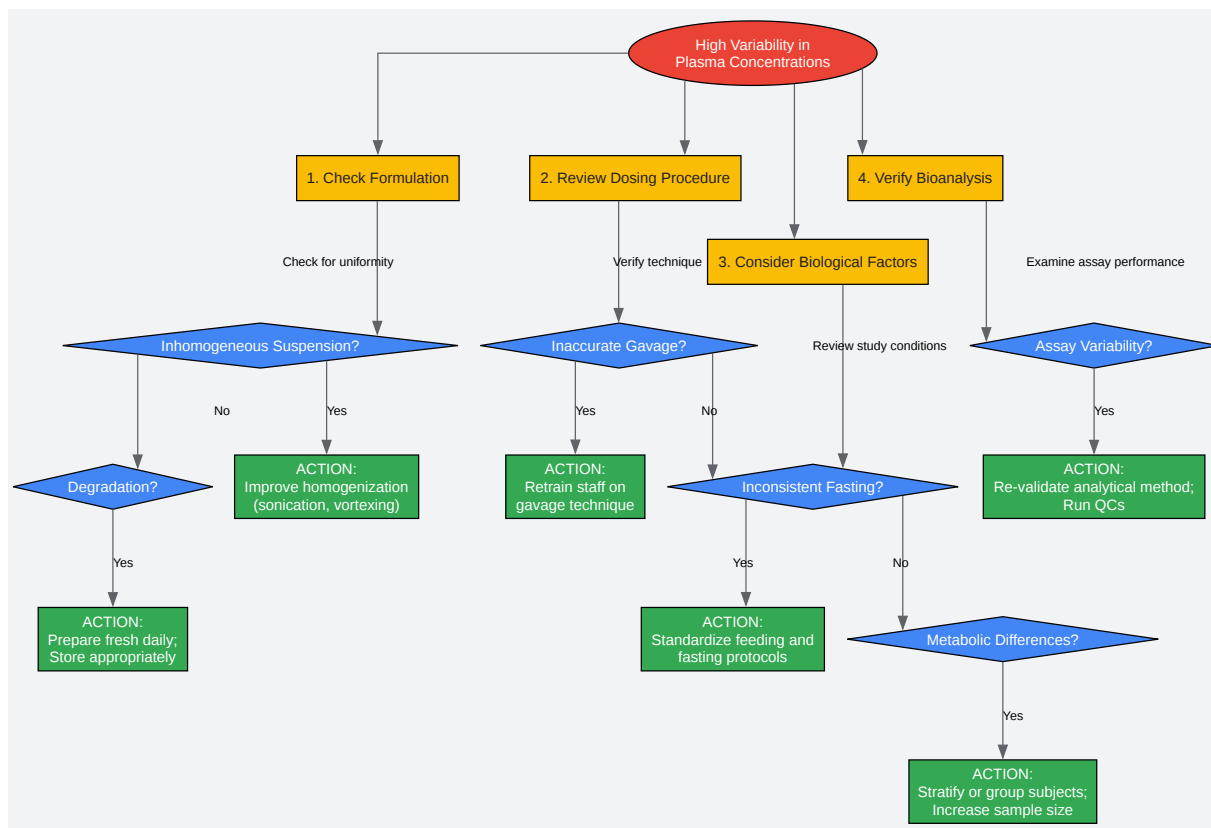 High Variability in
Plasma Concentrations
1. Check Formulation
2. Review Dosing Procedure
4. Verify Bioanalysis
3. Consider Biological Factors
Check for uniformity
Verify technique
Examine assay performance
Inhomogeneous Suspension?
Inaccurate Gavage?
Review study conditions
Assay Variability?
No
Yes
Yes
No
Yes
Degradation?
ACTION:
Improve homogenization
(sonication, vortexing)
ACTION:
Retrain staff on
gavage technique
Inconsistent Fasting?
ACTION:
Re-validate analytical method;
Run QCs
Yes
Yes
No
ACTION:
Prepare fresh daily;
Store appropriately
ACTION:
Standardize feeding and
fasting protocols
Metabolic Differences?
Yes
ACTION:
Stratify or group subjects;
Increase sample size